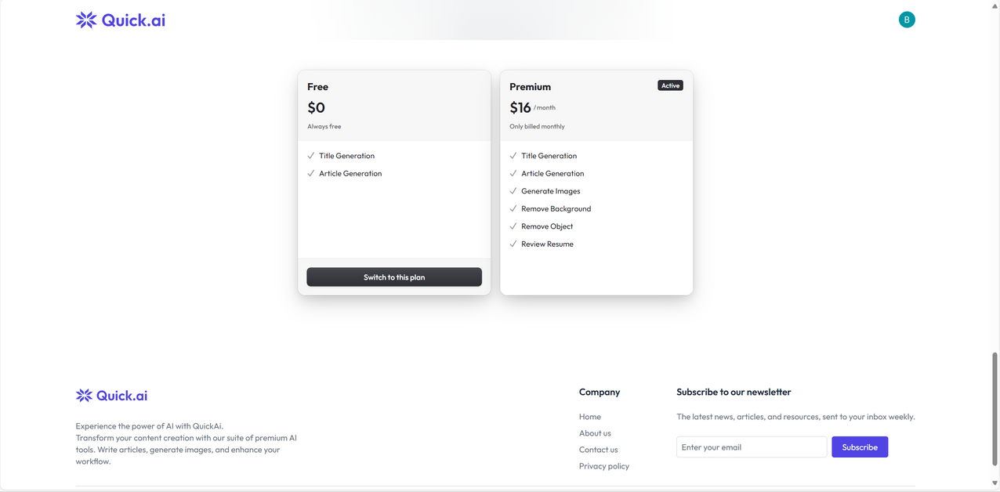 Quick.ai
B
Free
$0
Always free
Title Generation
Article Generation
Switch to this plan
Premium
Active
$16 / month
Only billed monthly
Title Generation
Article Generation
Generate Images
Remove Background
Remove Object
Review Resume
Quick.ai
Experience the power of AI with QuickAi.
Transform your content creation with our suite of premium AI
tools. Write articles, generate images, and enhance your
workflow.
Company
Home
About us
Contact us
Privacy policy
Subscribe to our newsletter
The latest news, articles, and resources, sent to your inbox weekly.
Enter your email
Subscribe